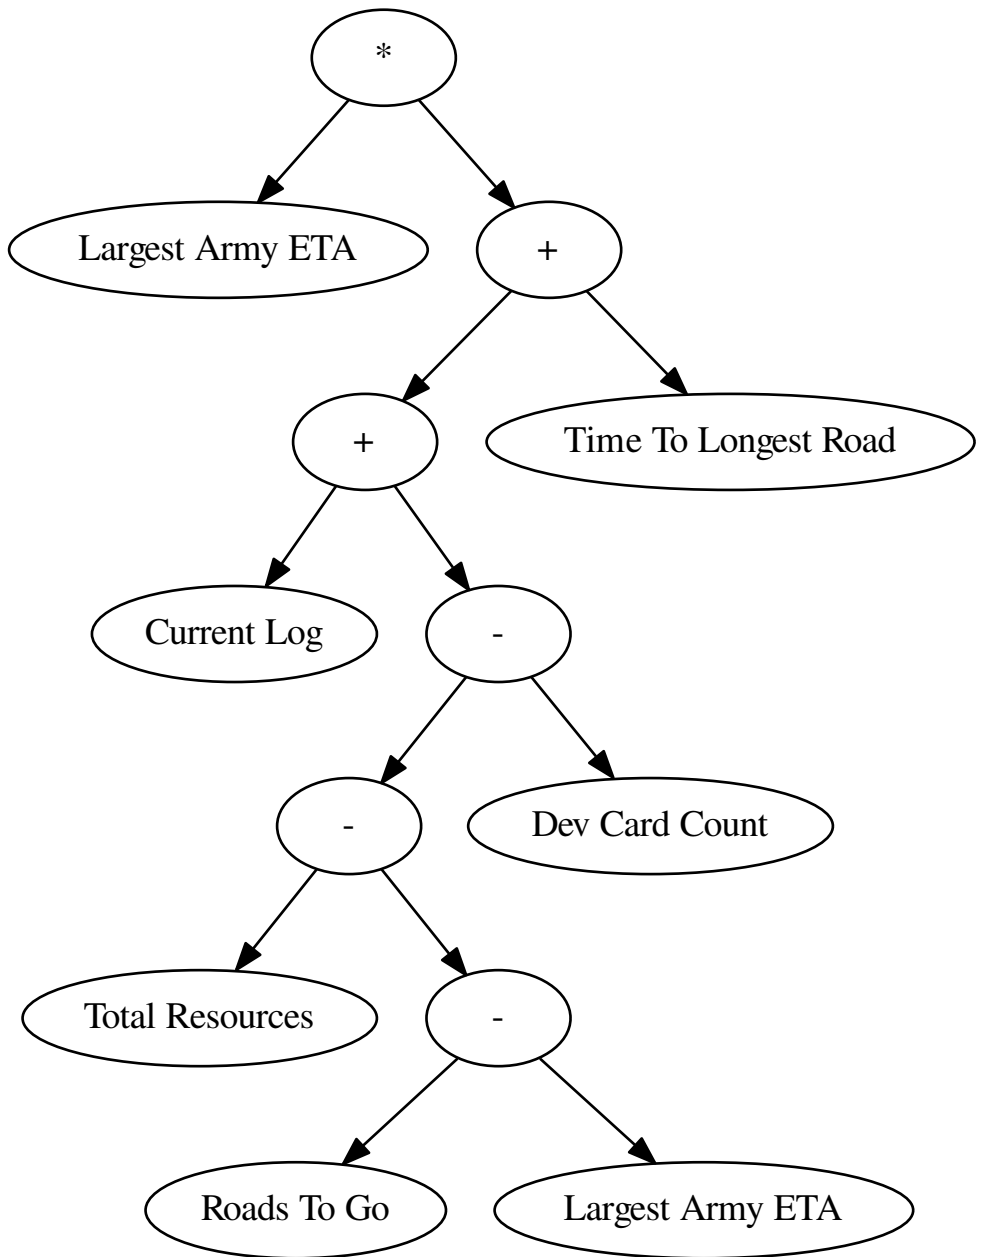 *
Largest Army ETA
+
+
Time To Longest Road
Current Log
-
-
Dev Card Count
Total Resources
-
Roads To Go
Largest Army ETA